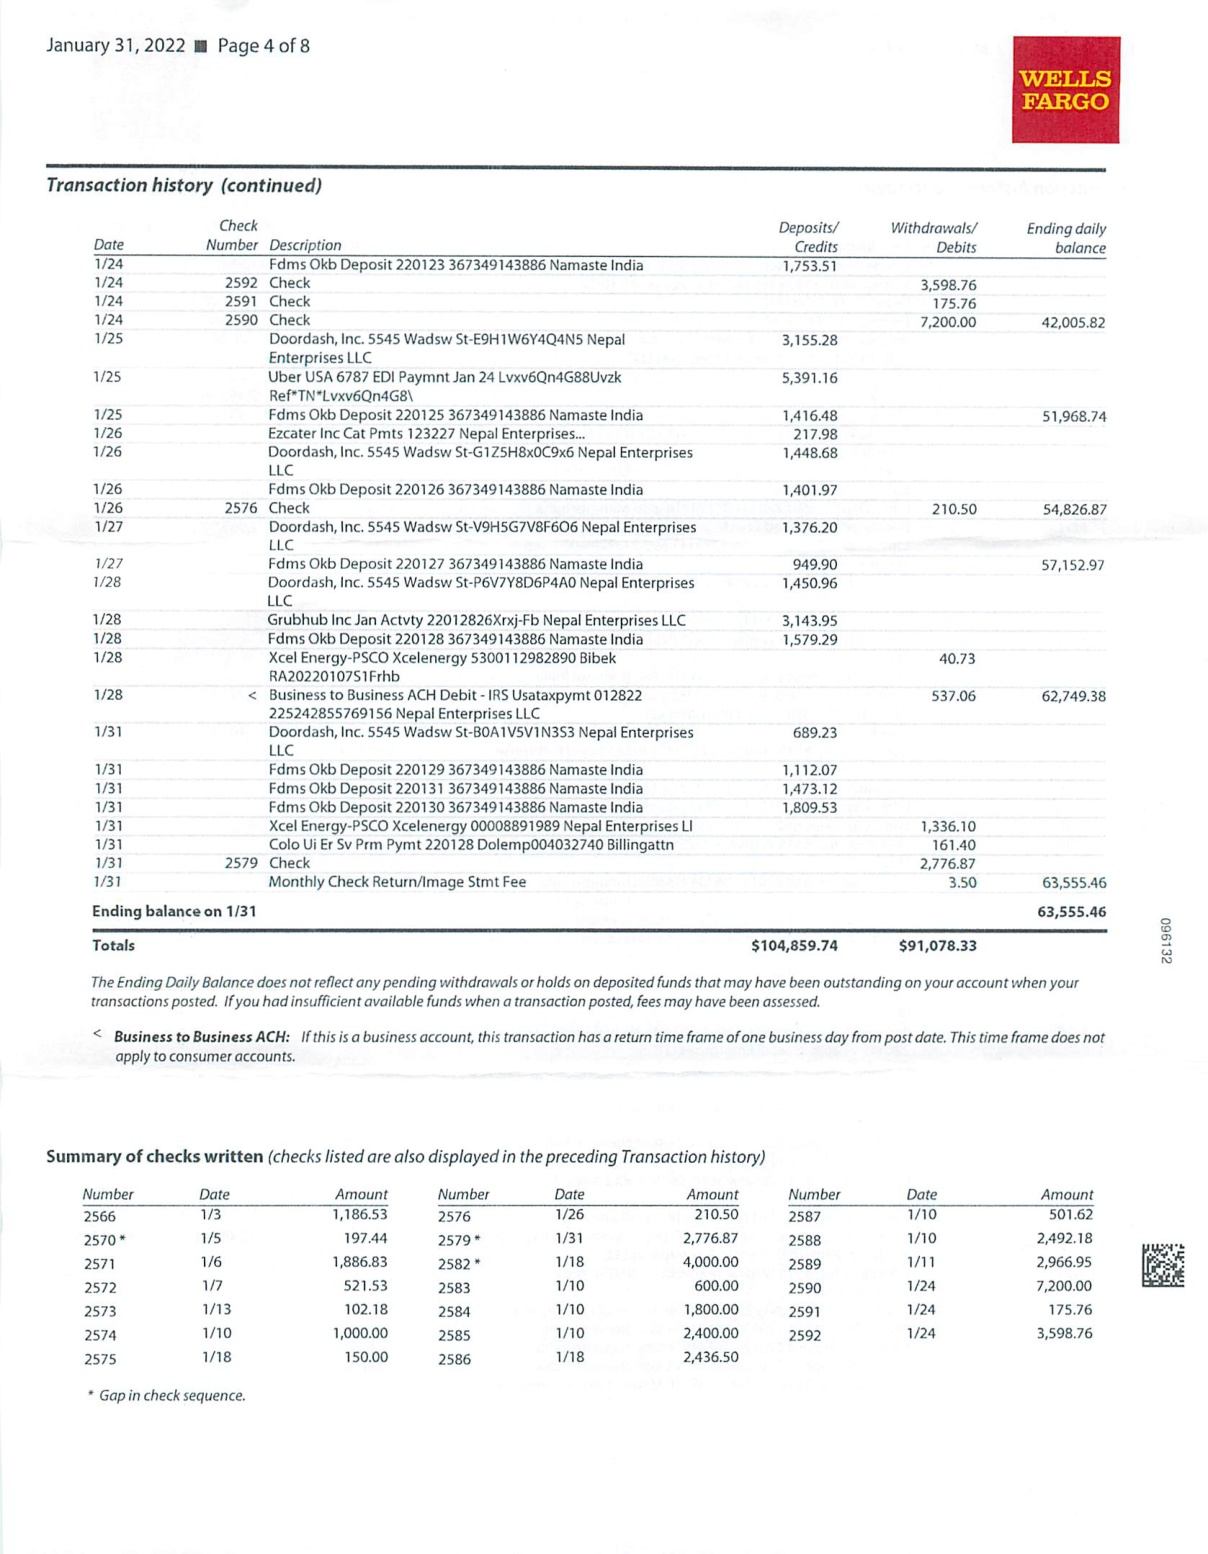 January 31, 2022 ■ Page 4 of 8
WELLS
FARGO
Transaction history (continued)
Check Deposits/ Withdrawals/ Ending daily
Date Number Description Credits Debits balance
1/24 Fdms Okb Deposit 220123 367349143886 Namaste India 1,753.51
1/24 2592 Check 3,598.76
1/24 2591 Check 175.76
1/24 2590 Check 7,200.00 42,005.82
1/25 Doordash, Inc. 5545 Wadsw St-E9H1W6Y4Q4N5 Nepal 3,155.28
Enterprises LLC
1/25 Uber USA 6787 EDI Paymnt Jan 24 Lvxv6Qn4G88Uvzk 5,391.16
Ref*TN*Lvxv6Qn4G8\
1/25 Fdms Okb Deposit 220125 367349143886 Namaste India 1,416.48 51,968.74
1/26 Ezcater Inc Cat Pmts 123227 Nepal Enterprises... 217.98
1/26 Doordash, Inc. 5545 Wadsw St-G1Z5H8x0C9x6 Nepal Enterprises 1,448.68
LLC
1/26 Fdms Okb Deposit 220126 367349143886 Namaste India 1,401.97
1/26 2576 Check 210.50 54,826.87
1/27 Doordash, Inc. 5545 Wadsw St-V9H5G7V8F6O6 Nepal Enterprises 1,376.20
LLC
1/27 Fdms Okb Deposit 220127 367349143886 Namaste India 949.90 57,152.97
1/28 Doordash, Inc. 5545 Wadsw St-P6V7Y8D6P4A0 Nepal Enterprises 1,450.96
LLC
1/28 Grubhub Inc Jan Actvty 22012826Xrxj-Fb Nepal Enterprises LLC 3,143.95
1/28 Fdms Okb Deposit 220128 367349143886 Namaste India 1,579.29
1/28 Xcel Energy-PSCO Xcelenergy 5300112982890 Bibek 40.73
RA20220107S1Frhb
1/28 < Business to Business ACH Debit - IRS Usataxpymt 012822 537.06 62,749.38
225242855769156 Nepal Enterprises LLC
1/31 Doordash, Inc. 5545 Wadsw St-B0A1V5V1N3S3 Nepal Enterprises 689.23
LLC
1/31 Fdms Okb Deposit 220129 367349143886 Namaste India 1,112.07
1/31 Fdms Okb Deposit 220131 367349143886 Namaste India 1,473.12
1/31 Fdms Okb Deposit 220130 367349143886 Namaste India 1,809.53
1/31 Xcel Energy-PSCO Xcelenergy 00008891989 Nepal Enterprises Ll 1,336.10
1/31 Colo Ui Er Sv Prm Pymt 220128 Dolemp004032740 Billingattn 161.40
1/31 2579 Check 2,776.87
1/31 Monthly Check Return/Image Stmt Fee 3.50 63,555.46
Ending balance on 1/31 63,555.46
Totals $104,859.74 $91,078.33
096132
The Ending Daily Balance does not reflect any pending withdrawals or holds on deposited funds that may have been outstanding on your account when your
transactions posted. If you had insufficient available funds when a transaction posted, fees may have been assessed.
< Business to Business ACH: If this is a business account, this transaction has a return time frame of one business day from post date. This time frame does not
apply to consumer accounts.
Summary of checks written (checks listed are also displayed in the preceding Transaction history)
Number Date Amount Number Date Amount Number Date Amount
2566 1/3 1,186.53 2576 1/26 210.50 2587 1/10 501.62
2570 * 1/5 197.44 2579 * 1/31 2,776.87 2588 1/10 2,492.18
2571 1/6 1,886.83 2582 * 1/18 4,000.00 2589 1/11 2,966.95
2572 1/7 521.53 2583 1/10 600.00 2590 1/24 7,200.00
2573 1/13 102.18 2584 1/10 1,800.00 2591 1/24 175.76
2574 1/10 1,000.00 2585 1/10 2,400.00 2592 1/24 3,598.76
2575 1/18 150.00 2586 1/18 2,436.50
* Gap in check sequence.